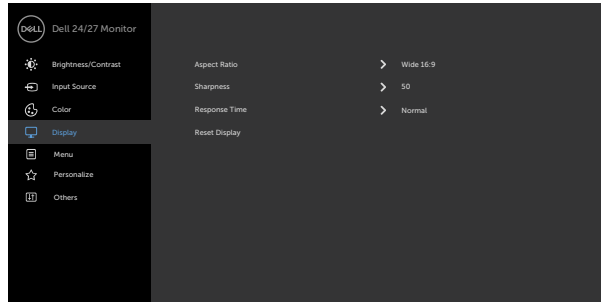 DELL Dell 24/27 Monitor
Brightness/Contrast
Input Source
Color
Display
Menu
Personalize
Others
Aspect Ratio Wide 16:9
Sharpness 50
Response Time Normal
Reset Display